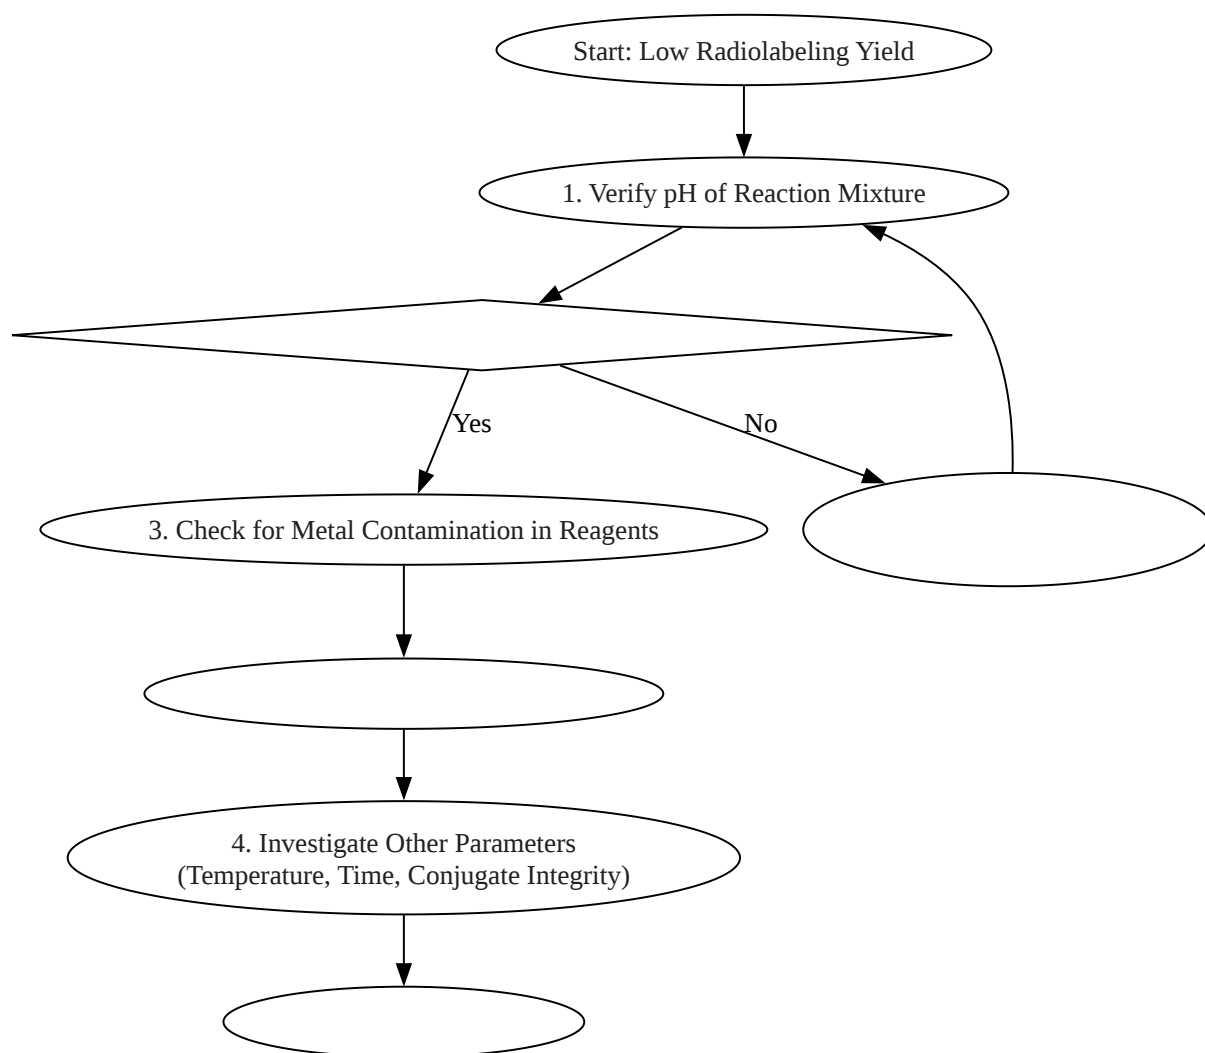 Start: Low Radiolabeling Yield
1. Verify pH of Reaction Mixture
Yes
No
3. Check for Metal Contamination in Reagents
4. Investigate Other Parameters
(Temperature, Time, Conjugate Integrity)